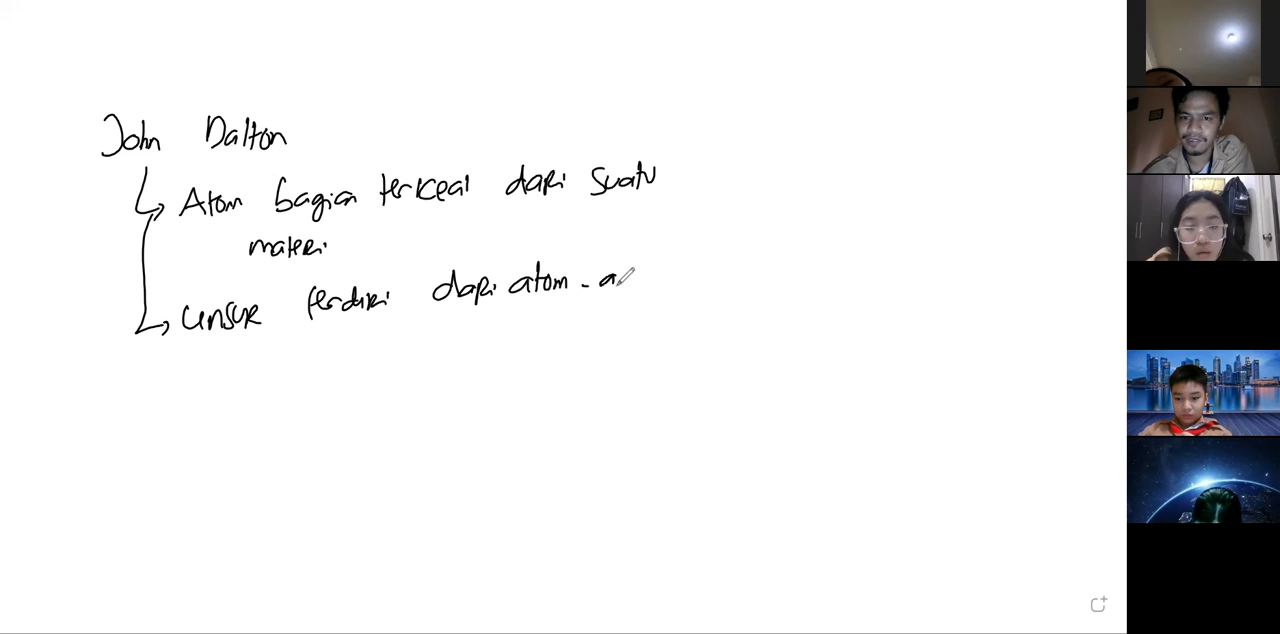 John Dalton
Atom bagian terkecil dari suatu
materi
Unsur terdiri dari atom - a